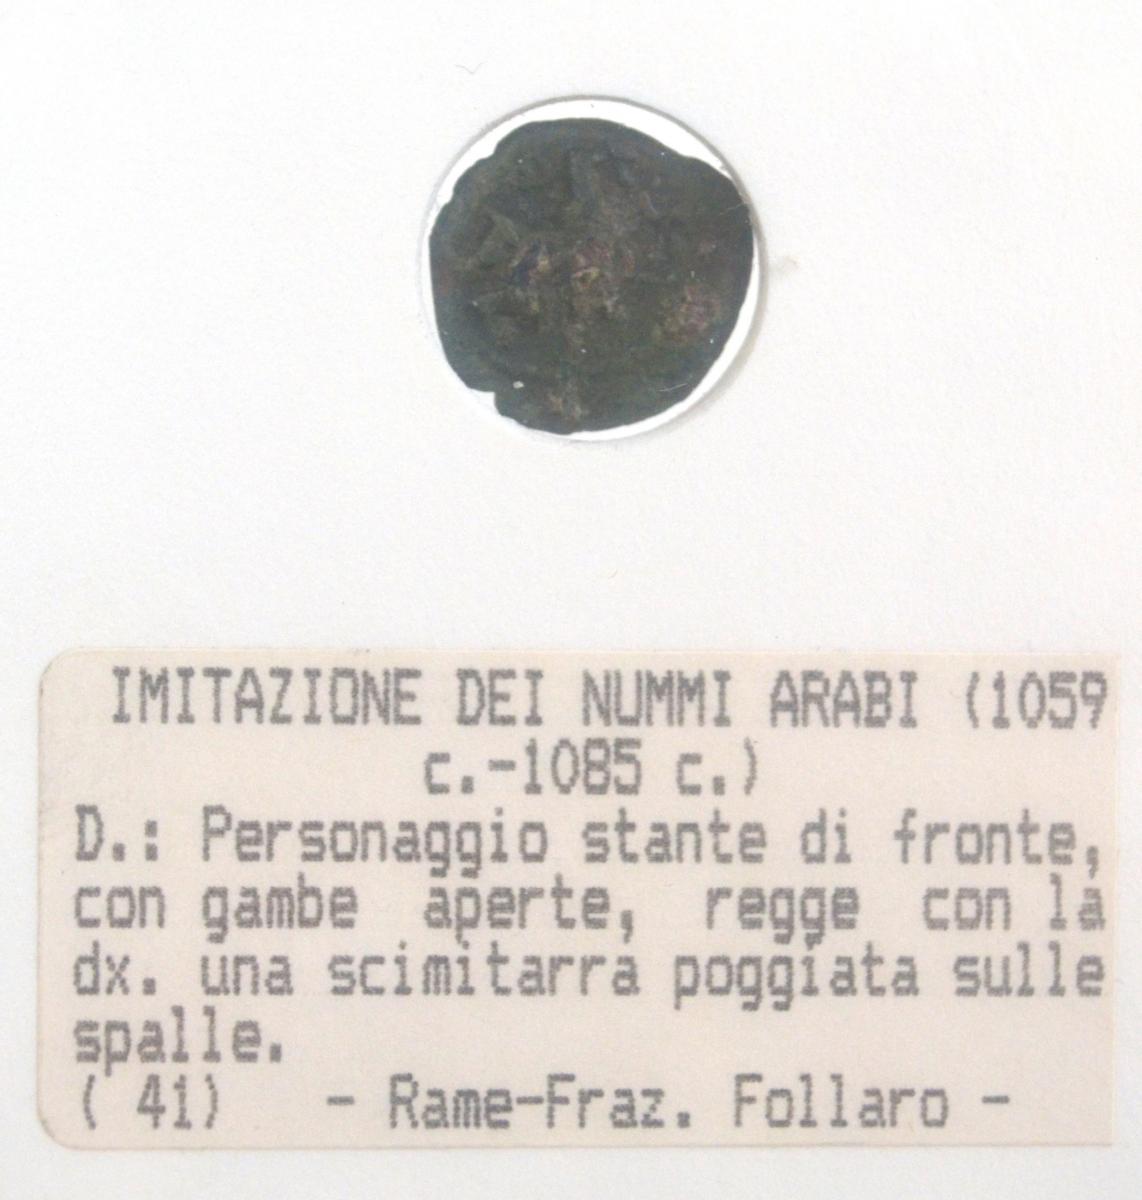 IMITAZIONE DEI NUMMI ARABI (1059
c.-1085 c.)
D.: Personaggio stante di fronte,
con gambe aperte, regge con la
dx. una scimitarra poggiata sulle
spalle.
( 41) - Rame-Fraz. Follaro -